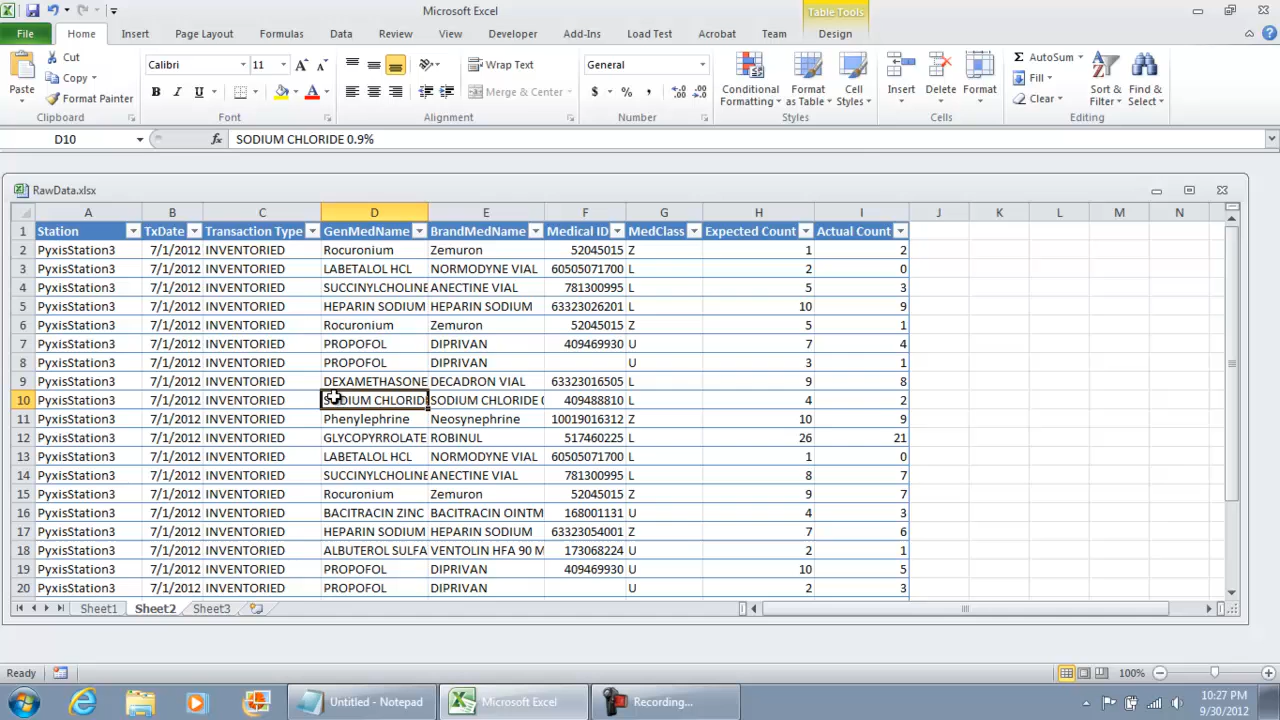 Microsoft Excel
Table Tools
File Home Insert Page Layout Formulas Data Review View Developer Add-Ins Load Test Acrobat Team Design
Paste
Cut
Copy
Format Painter
Clipboard
Calibri 11
Font
Wrap Text
Merge & Center
Alignment
General
Number
Conditional Formatting
Format as Table
Cell Styles
Styles
Insert Delete Format
Cells
AutoSum
Fill
Clear
Sort & Filter
Find & Select
Editing
D10 fx SODIUM CHLORIDE 0.9%
RawData.xlsx
A B C D E F G H I J K L M N
1 Station TxDate Transaction Type GenMedName BrandMedName Medical ID MedClass Expected Count Actual Count
2 PyxisStation3 7/1/2012 INVENTORIED Rocuronium Zemuron 52045015 Z 1 2
3 PyxisStation3 7/1/2012 INVENTORIED LABETALOL HCL NORMODYNE VIAL 60505071700 L 2 0
4 PyxisStation3 7/1/2012 INVENTORIED SUCCINYLCHOLINE ANECTINE VIAL 781300995 L 5 3
5 PyxisStation3 7/1/2012 INVENTORIED HEPARIN SODIUM HEPARIN SODIUM 63323026201 L 10 9
6 PyxisStation3 7/1/2012 INVENTORIED Rocuronium Zemuron 52045015 Z 5 1
7 PyxisStation3 7/1/2012 INVENTORIED PROPOFOL DIPRIVAN 409469930 U 7 4
8 PyxisStation3 7/1/2012 INVENTORIED PROPOFOL DIPRIVAN U 3 1
9 PyxisStation3 7/1/2012 INVENTORIED DEXAMETHASONE DECADRON VIAL 63323016505 L 9 8
10 PyxisStation3 7/1/2012 INVENTORIED SODIUM CHLORIDE SODIUM CHLORIDE 0 409488810 L 4 2
11 PyxisStation3 7/1/2012 INVENTORIED Phenylephrine Neosynephrine 10019016312 Z 10 9
12 PyxisStation3 7/1/2012 INVENTORIED GLYCOPYRROLATE ROBINUL 517460225 L 26 21
13 PyxisStation3 7/1/2012 INVENTORIED LABETALOL HCL NORMODYNE VIAL 60505071700 L 1 0
14 PyxisStation3 7/1/2012 INVENTORIED SUCCINYLCHOLINE ANECTINE VIAL 781300995 L 8 7
15 PyxisStation3 7/1/2012 INVENTORIED Rocuronium Zemuron 52045015 Z 9 7
16 PyxisStation3 7/1/2012 INVENTORIED BACITRACIN ZINC BACITRACIN OINTM 168001131 U 4 3
17 PyxisStation3 7/1/2012 INVENTORIED HEPARIN SODIUM HEPARIN SODIUM 63323054001 Z 7 6
18 PyxisStation3 7/1/2012 INVENTORIED ALBUTEROL SULFA VENTOLIN HFA 90 M 173068224 U 2 1
19 PyxisStation3 7/1/2012 INVENTORIED PROPOFOL DIPRIVAN 409469930 U 10 5
20 PyxisStation3 7/1/2012 INVENTORIED PROPOFOL DIPRIVAN U 2 3
Sheet1 Sheet2 Sheet3
Ready 100%
Untitled - Notepad Microsoft Excel Recording...
10:27 PM
9/30/2012